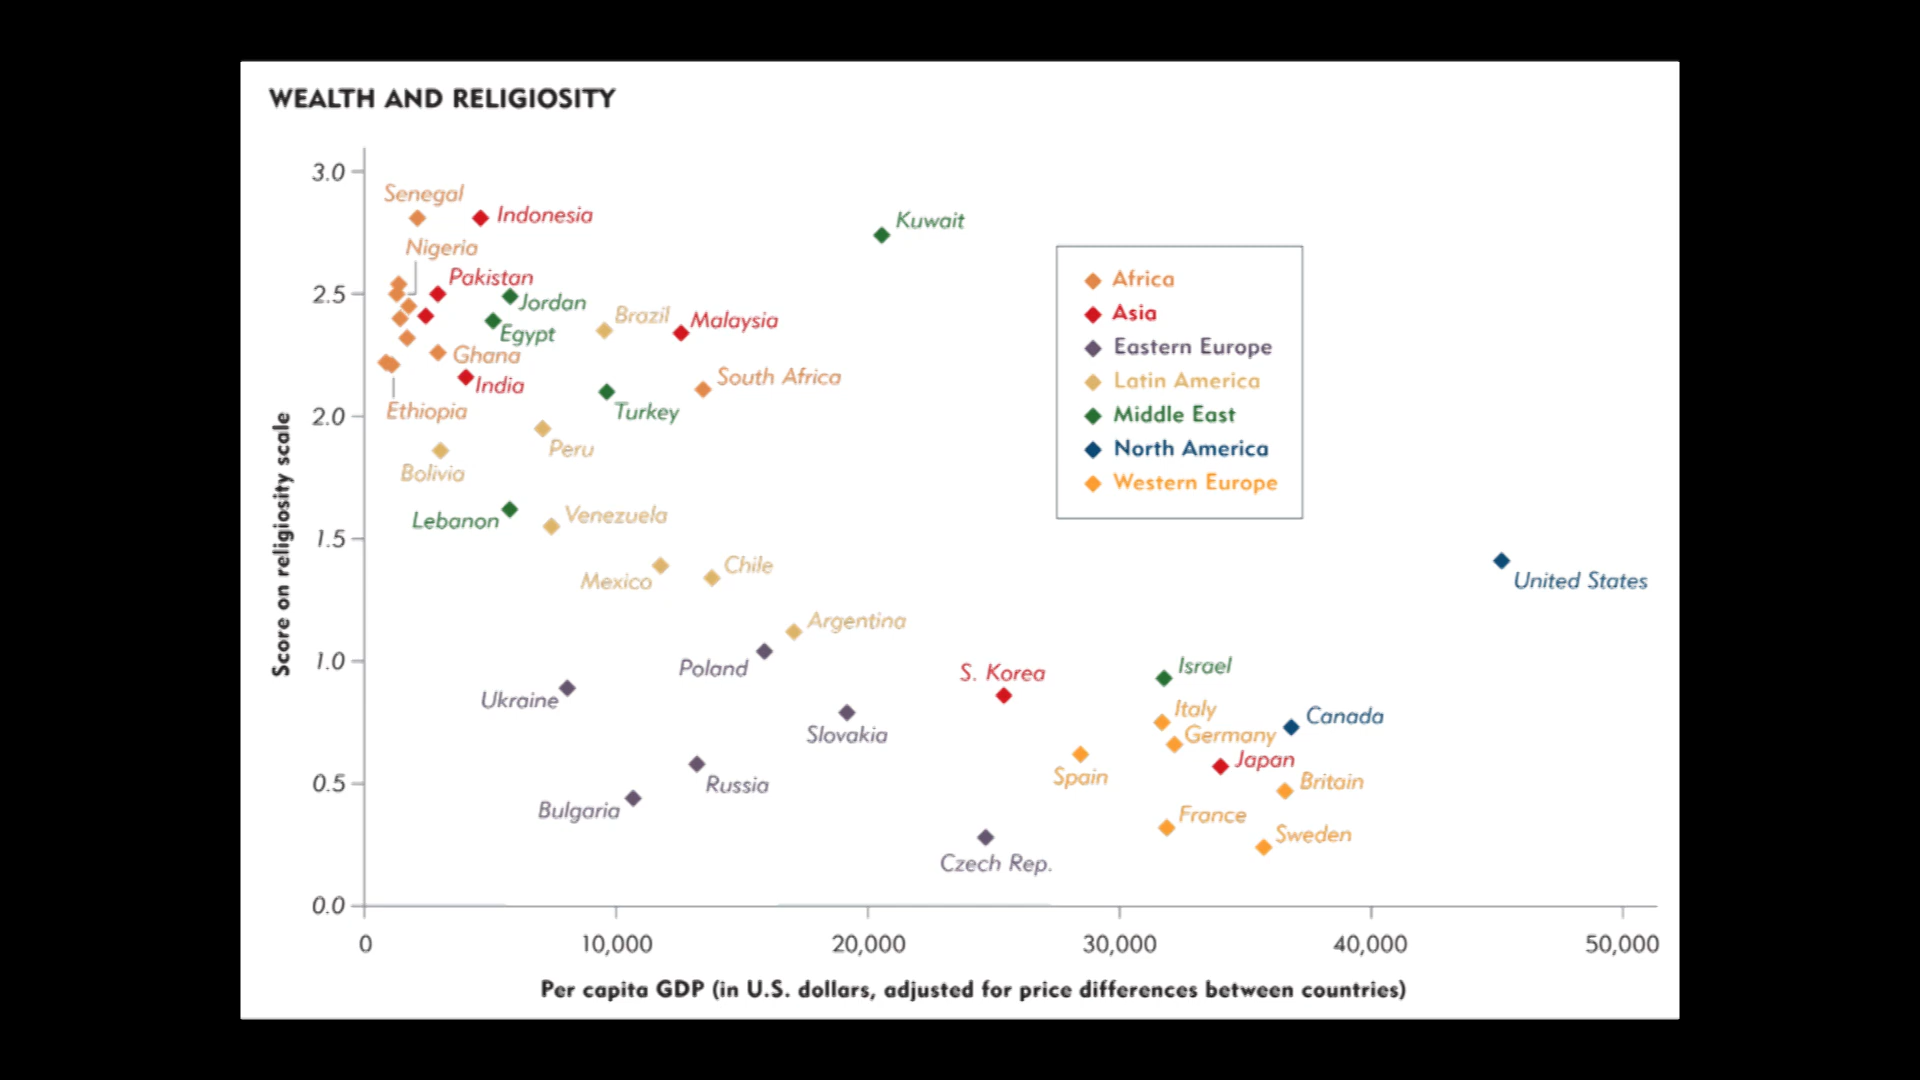 WEALTH AND RELIGIOSITY
3.0
Senegal
Indonesia
Kuwait
Nigeria
Pakistan
2.5
Jordan
Brazil
Malaysia
Egypt
Ghana
India
South Africa
Ethiopia
2.0
Turkey
Peru
Bolivia
Lebanon
Venezuela
1.5
Mexico
Chile
United States
Argentina
1.0
Poland
Ukraine
S. Korea
Israel
Slovakia
Italy
Canada
Germany
Japan
Spain
Britain
0.5
Russia
Bulgaria
France
Sweden
Czech Rep.
0.0
Africa
Asia
Eastern Europe
Latin America
Middle East
North America
Western Europe
Score on religiosity scale
0 10,000 20,000 30,000 40,000 50,000
Per capita GDP (in U.S. dollars, adjusted for price differences between countries)